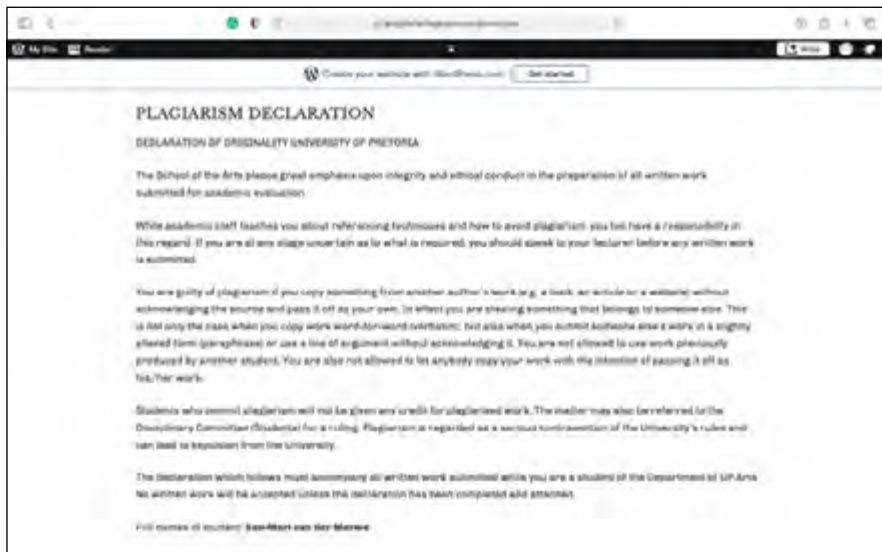 My Site Reader Write
Create your website with WordPress.com Get started
PLAGIARISM DECLARATION
DECLARATION OF ORIGINALITY UNIVERSITY OF PRETORIA
The School of the Arts places great emphasis upon integrity and ethical conduct in the preparation of all written work
submitted for academic evaluation.
While academic staff teaches you about referencing techniques and how to avoid plagiarism, you too have a responsibility in
this regard. If you are at any stage uncertain as to what is required, you should speak to your lecturer before any written work
is submitted.
You are guilty of plagiarism if you copy something from another author's work (e.g. a book, an article or a website) without
acknowledging the source and pass it off as your own. In effect you are stealing something that belongs to someone else. This
is not only the case when you copy work word-for-word (verbatim), but also when you submit someone else's work in a slightly
altered form (paraphrase) or use a line of argument without acknowledging it. You are not allowed to use work previously
produced by another student. You are also not allowed to let anybody copy your work with the intention of passing it off as
his/her work.
Students who commit plagiarism will not be given any credit for plagiarised work. The matter may also be referred to the
Disciplinary Committee (Students) for a ruling. Plagiarism is regarded as a serious contravention of the University's rules and
can lead to expulsion from the University.
The declaration which follows must accompany all written work submitted while you are a student of the Department of UP Arts
No written work will be accepted unless the declaration has been completed and attached.
Full names of student: San-Mari van der Merwe